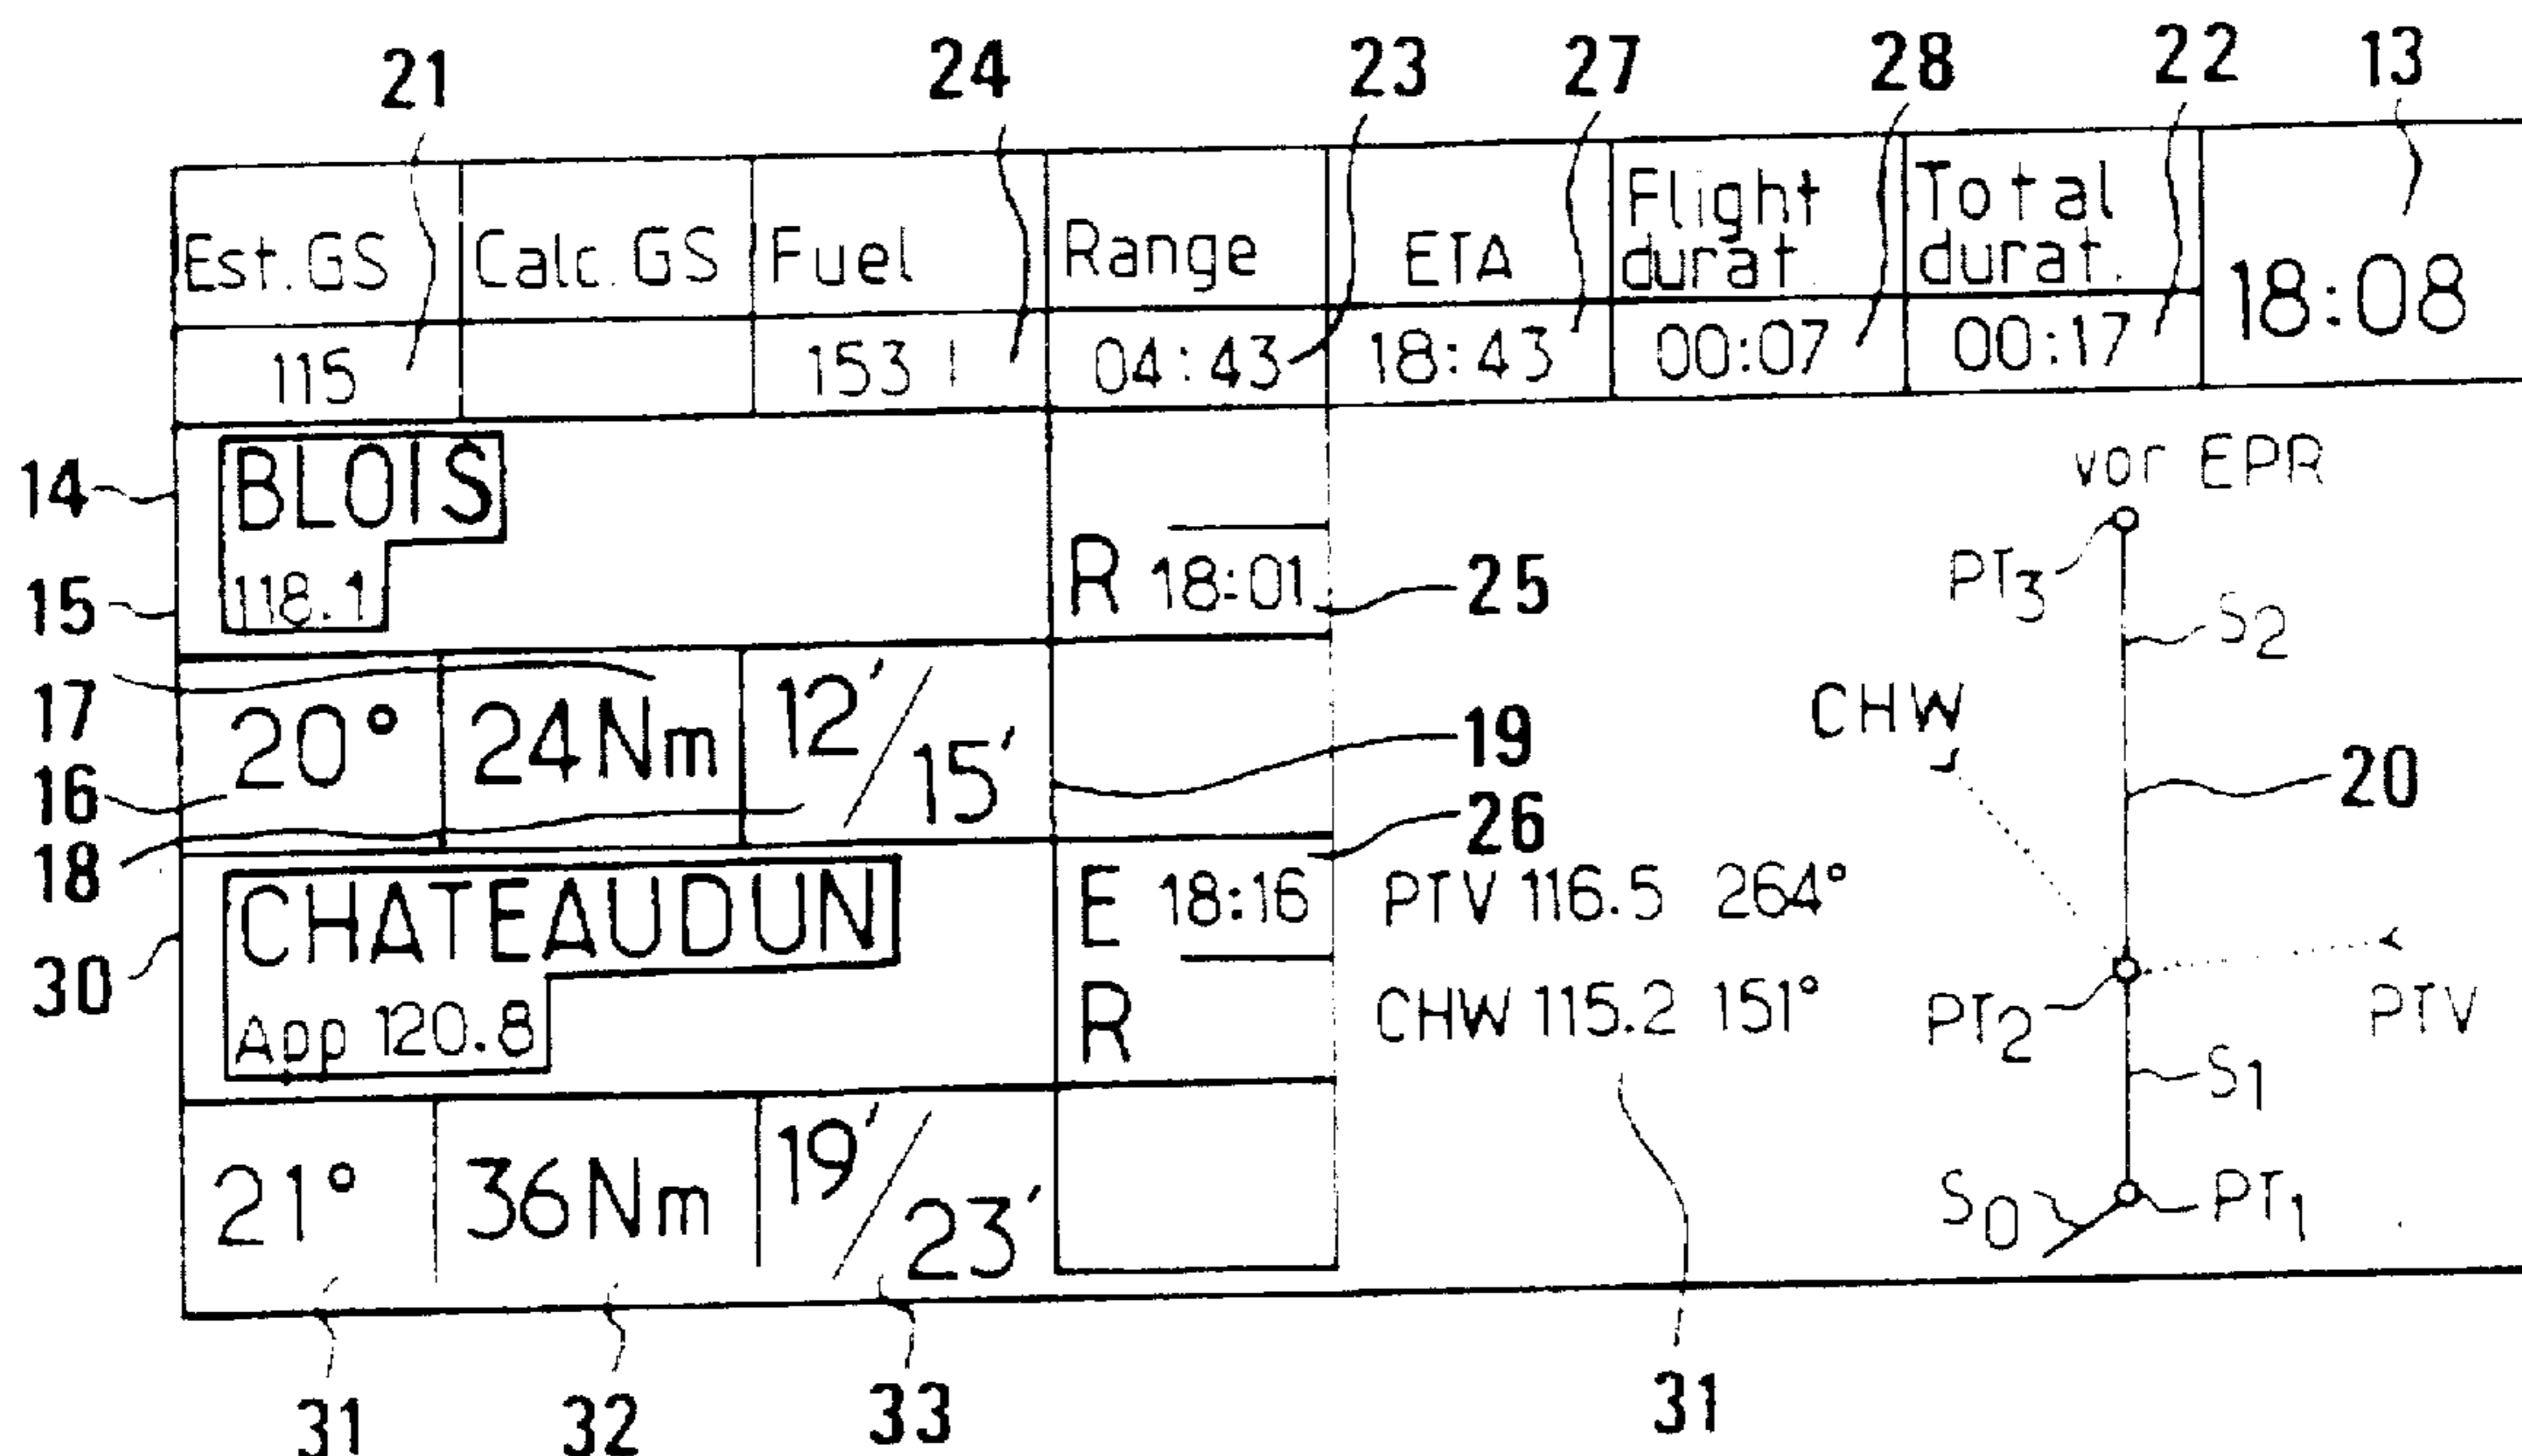 21 24 23 27 28 22 13
Est. GS Calc. GS Fuel Range ETA Flight durat Total durat. 18:08
115 153 l 04:43 18:43 00:07 00:17
14 BLOIS vor EPR
15 118.1 R 18:01 25 PT3
S2
17 20° 24Nm 12'/15' 19 CHW
16 20
18 26
CHATEAUDUN E 18:16 PTV 116.5 264°
30 App 120.8 R CHW 115.2 151° PT2 PTV
S1
21° 36Nm 19'/23' S0 PT1
31 32 33 31